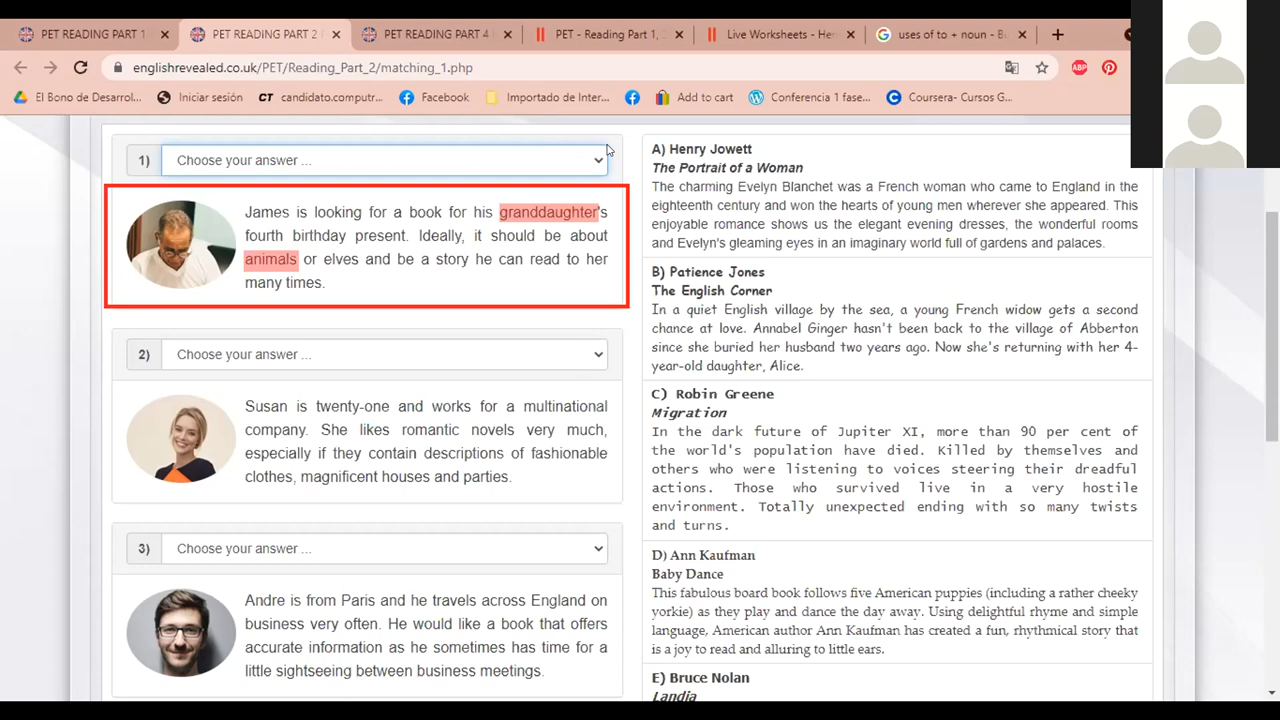 PET READING PART 1
PET READING PART 2
PET READING PART 4
PET - Reading Part 1,
Live Worksheets - Her
uses of to + noun - Bu
englishrevealed.co.uk/PET/Reading_Part_2/matching_1.php
El Bono de Desarrol...
Iniciar sesión
candidato.computr...
Facebook
Importado de Inter...
Add to cart
Conferencia 1 fase...
Coursera- Cursos G...
ABP
1) Choose your answer ...
James is looking for a book for his granddaughter's
fourth birthday present. Ideally, it should be about
animals or elves and be a story he can read to her
many times.
2) Choose your answer ...
Susan is twenty-one and works for a multinational
company. She likes romantic novels very much,
especially if they contain descriptions of fashionable
clothes, magnificent houses and parties.
3) Choose your answer ...
Andre is from Paris and he travels across England on
business very often. He would like a book that offers
accurate information as he sometimes has time for a
little sightseeing between business meetings.
A) Henry Jowett
The Portrait of a Woman
The charming Evelyn Blanchet was a French woman who came to England in the
eighteenth century and won the hearts of young men wherever she appeared. This
enjoyable romance shows us the elegant evening dresses, the wonderful rooms
and Evelyn's gleaming eyes in an imaginary world full of gardens and palaces.
B) Patience Jones
The English Corner
In a quiet English village by the sea, a young French widow gets a second
chance at love. Annabel Ginger hasn't been back to the village of Abberton
since she buried her husband two years ago. Now she's returning with her 4-
year-old daughter, Alice.
C) Robin Greene
Migration
In the dark future of Jupiter XI, more than 90 per cent of
the world's population have died. Killed by themselves and
others who were listening to voices steering their dreadful
actions. Those who survived live in a very hostile
environment. Totally unexpected ending with so many twists
and turns.
D) Ann Kaufman
Baby Dance
This fabulous board book follows five American puppies (including a rather cheeky
yorkie) as they play and dance the day away. Using delightful rhyme and simple
language, American author Ann Kaufman has created a fun, rhythmical story that
is a joy to read and alluring to little ears.
E) Bruce Nolan
Landia